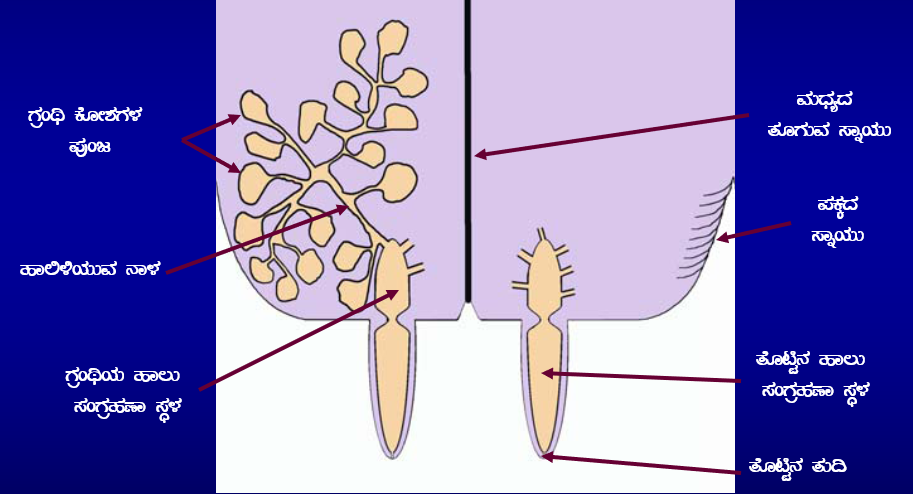 ಗ್ರಂಥಿ ಕೋಶಗಳ
ಪುಂಜ
ಹಾಲಿಳಿಯುವ ನಾಳ
ಗ್ರಂಥಿಯ ಹಾಲು
ಸಂಗ್ರಹಣಾ ಸ್ಥಳ
ಮಧ್ಯದ
ತೂಗುವ ಸ್ನಾಯು
ಪಕ್ಕದ
ಸ್ನಾಯು
ತೊಟ್ಟಿನ ಹಾಲು
ಸಂಗ್ರಹಣಾ ಸ್ಥಳ
ತೊಟ್ಟಿನ ತುದಿ